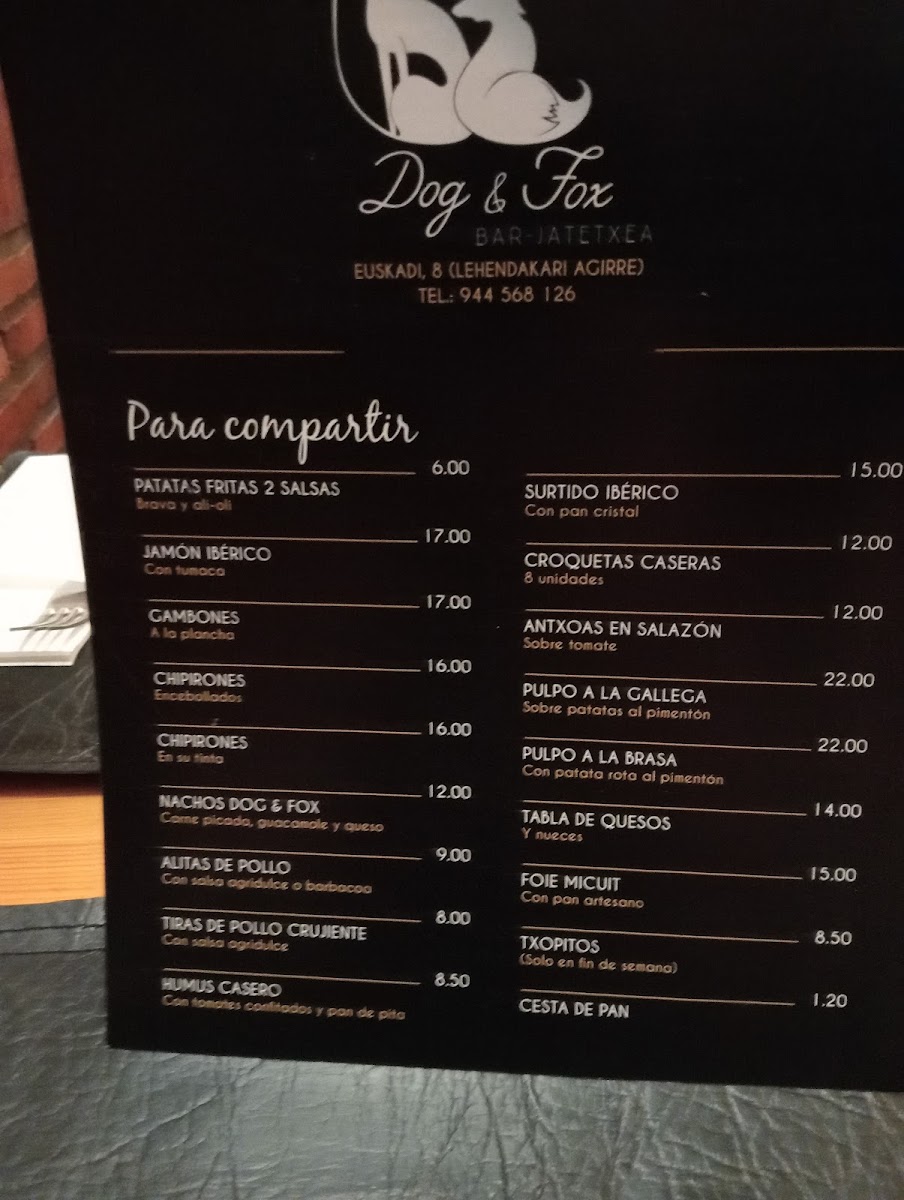 Dog & Fox
BAR-JATETXEA
EUSKADI, 8 (LEHENDAKARI AGIRRE)
TEL.: 944 568 126
Para compartir
6.00
PATATAS FRITAS 2 SALSAS
Brava y ali-oli
17.00
JAMÓN IBÉRICO
Con tumaca
17.00
GAMBONES
A la plancha
16.00
CHIPIRONES
Encebollados
16.00
CHIPIRONES
En su tinta
12.00
NACHOS DOG & FOX
Carne picada, guacamole y queso
9.00
ALITAS DE POLLO
Con salsa agridulce o barbacoa
8.00
TIRAS DE POLLO CRUJIENTE
Con salsa agridulce
8.50
HUMUS CASERO
Con tomates confitados y pan de pita
15.00
SURTIDO IBÉRICO
Con pan cristal
12.00
CROQUETAS CASERAS
8 unidades
12.00
ANTXOAS EN SALAZÓN
Sobre tomate
22.00
PULPO A LA GALLEGA
Sobre patatas al pimentón
22.00
PULPO A LA BRASA
Con patata rota al pimentón
14.00
TABLA DE QUESOS
Y nueces
15.00
FOIE MICUIT
Con pan artesano
8.50
TXOPITOS
(Solo en fin de semana)
1.20
CESTA DE PAN